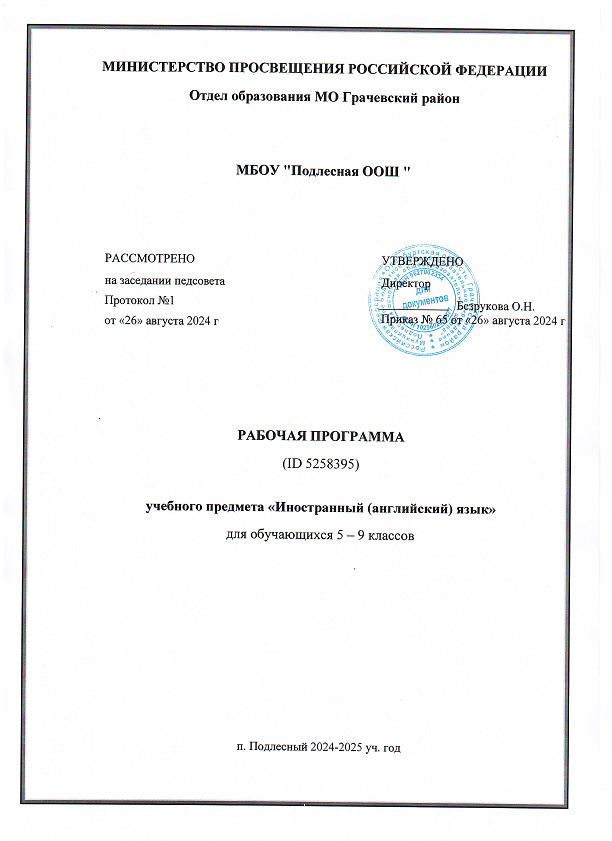 МИНИСТЕРСТВО ПРОСВЕЩЕНИЯ РОССИЙСКОЙ ФЕДЕРАЦИИ
Отдел образования МО Грачевский район
МБОУ "Подлесная ООШ "
РАССМОТРЕНО
на заседании педсовета
Протокол №1
от «26» августа 2024 г
УТВЕРЖДЕНО
Директор
Безрукова О.Н.
Приказ № 65 от «26» августа 2024 г
для
документов
РАБОЧАЯ ПРОГРАММА
(ID 5258395)
учебного предмета «Иностранный (английский) язык»
для обучающихся 5 – 9 классов
п. Подлесный 2024-2025 уч. год